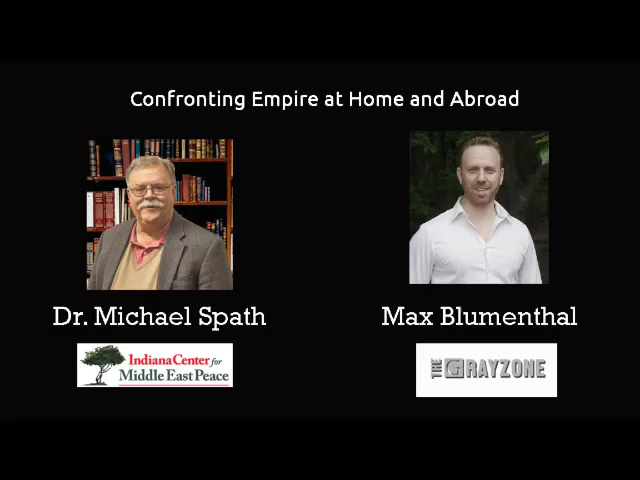 Confronting Empire at Home and Abroad
Dr. Michael Spath
Max Blumenthal
Indiana Center for
Middle East Peace
THE GRAYZONE